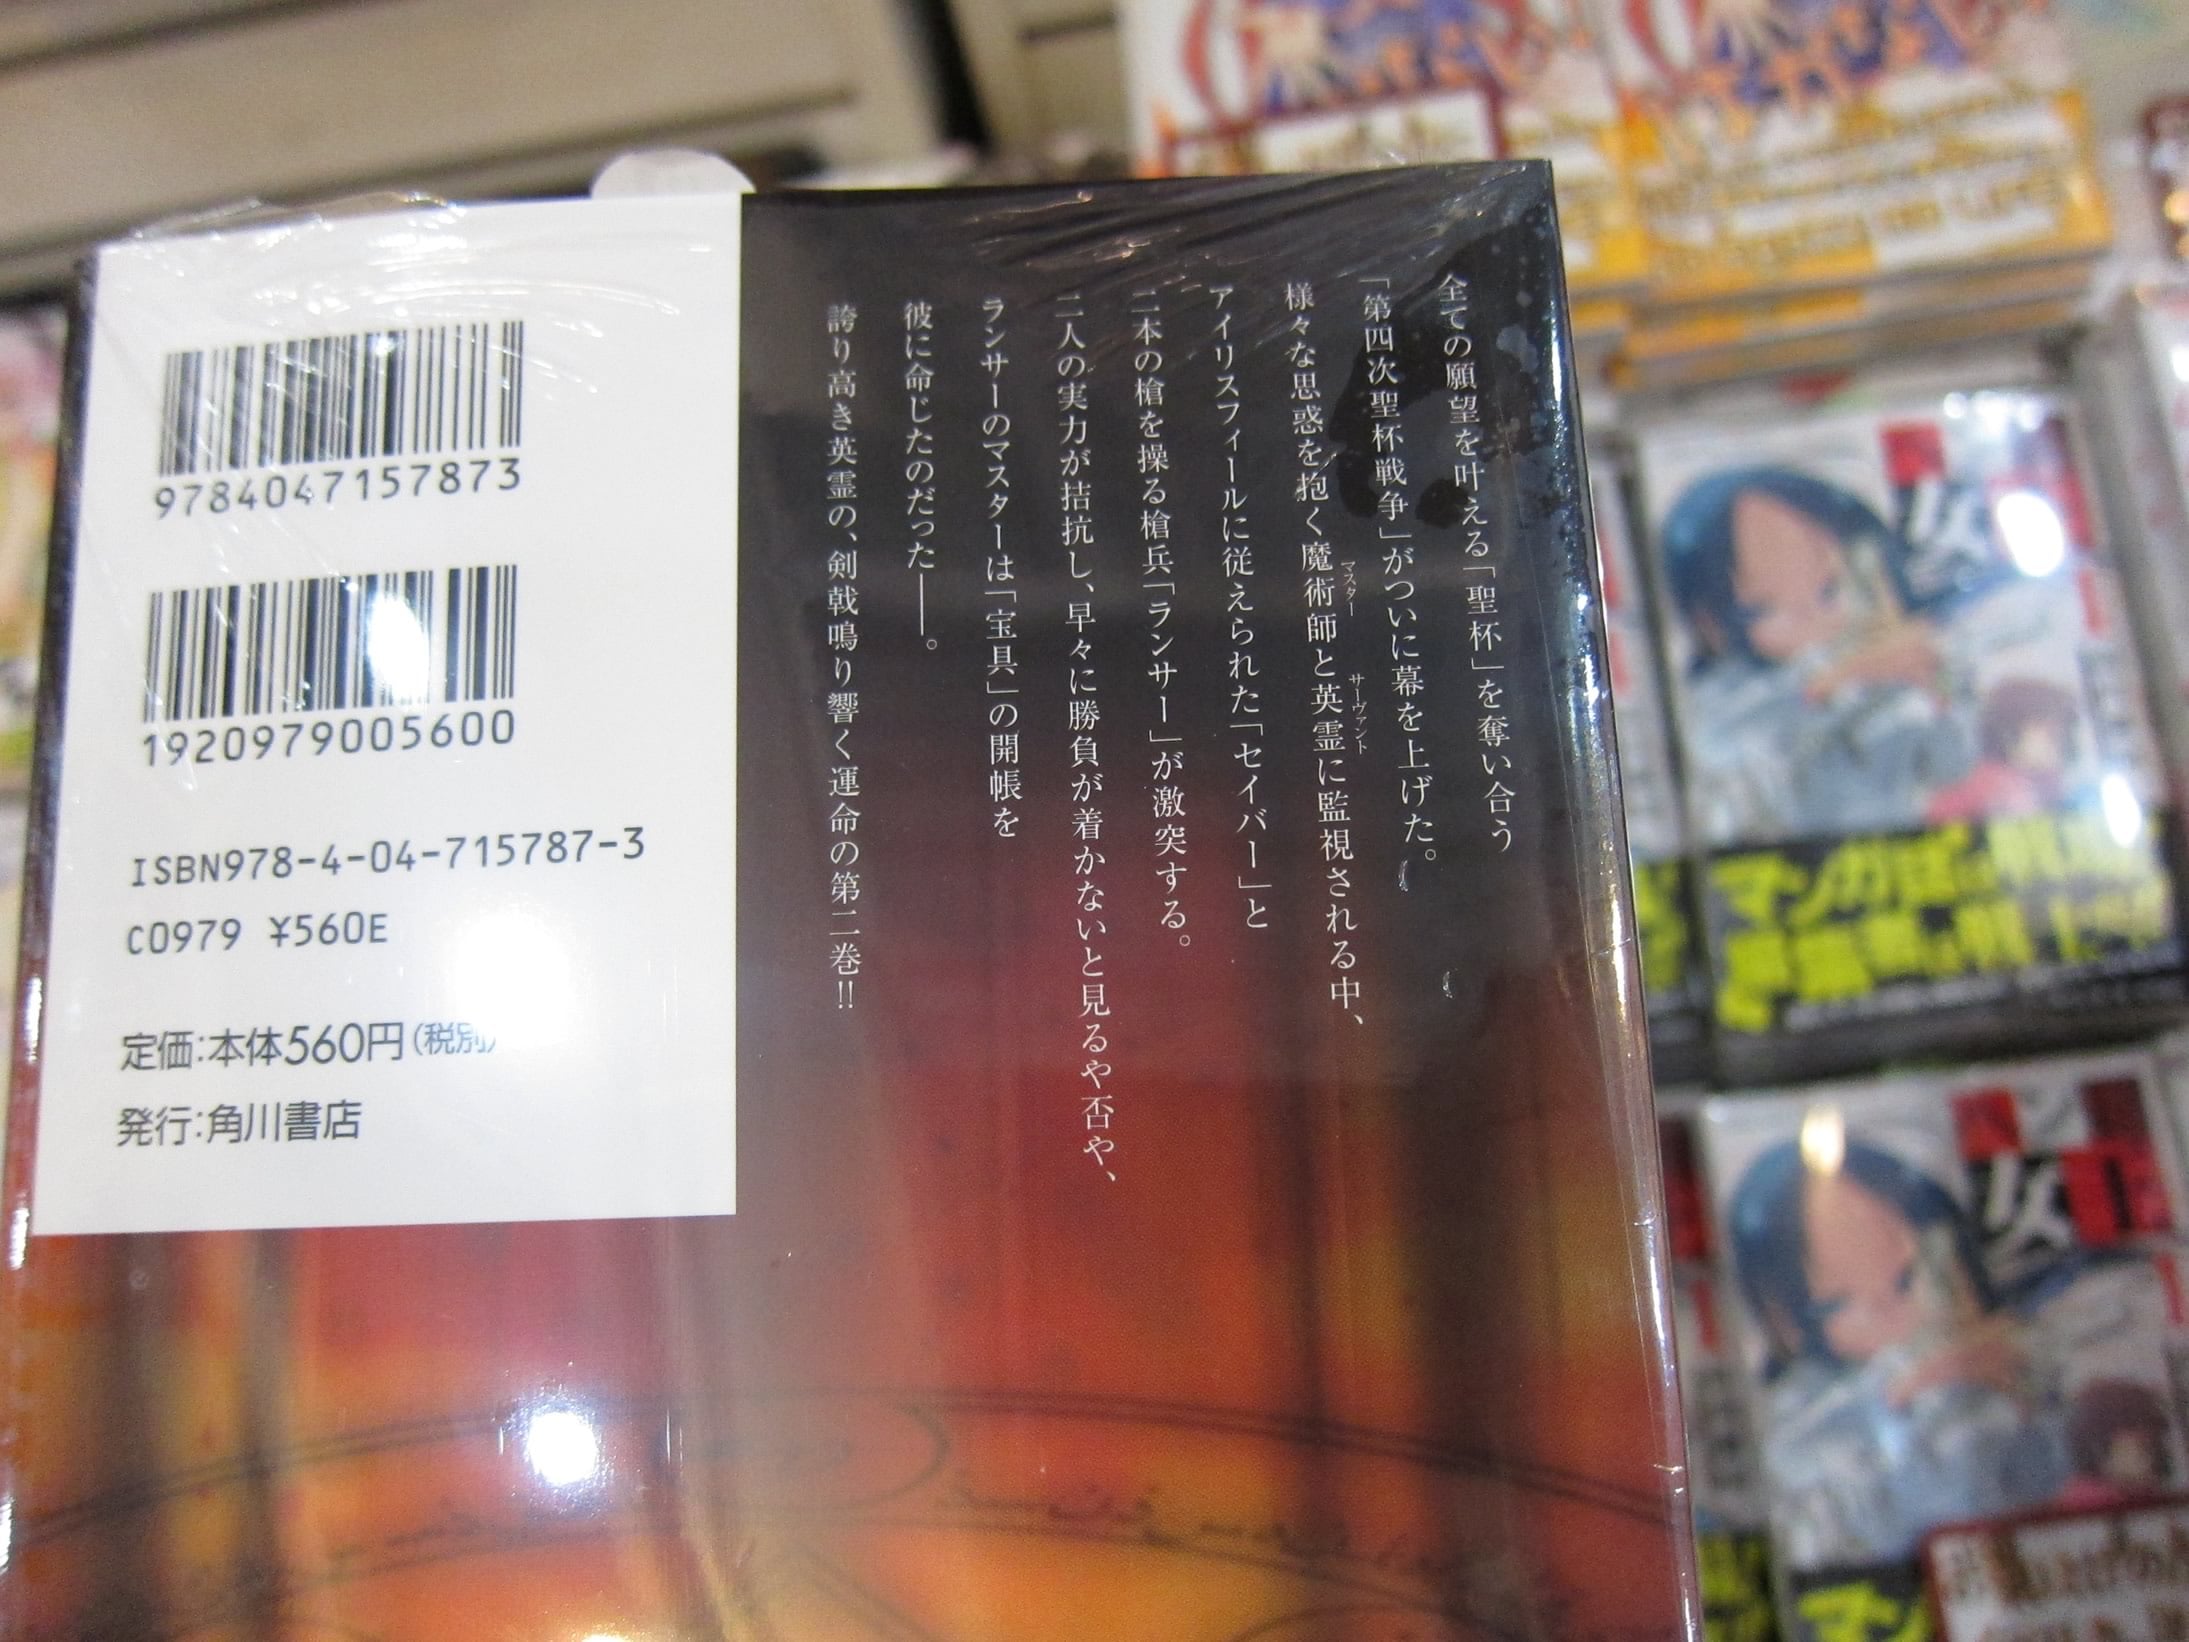 全ての願望を叶える「聖杯」を奪い合う
「第四次聖杯戦争」がついに幕を上げた。
様々な思惑を抱く魔術師と英霊に監視される中、
マスター
サーヴァント
アイリスフィールに従えられた「セイバー」と
二本の槍を操る槍兵「ランサー」が激突する。
二人の実力が拮抗し、早々に勝負が着かないと見るや否や、
ランサーのマスターは「宝具」の開帳を
彼に命じたのだった――。
誇り高き英霊の、剣戟鳴り響く運命の第二巻!!
9784047157873
1920979005600
ISBN978-4-04-715787-3
C0979 ¥560E
定価:本体560円(税別)
発行:角川書店